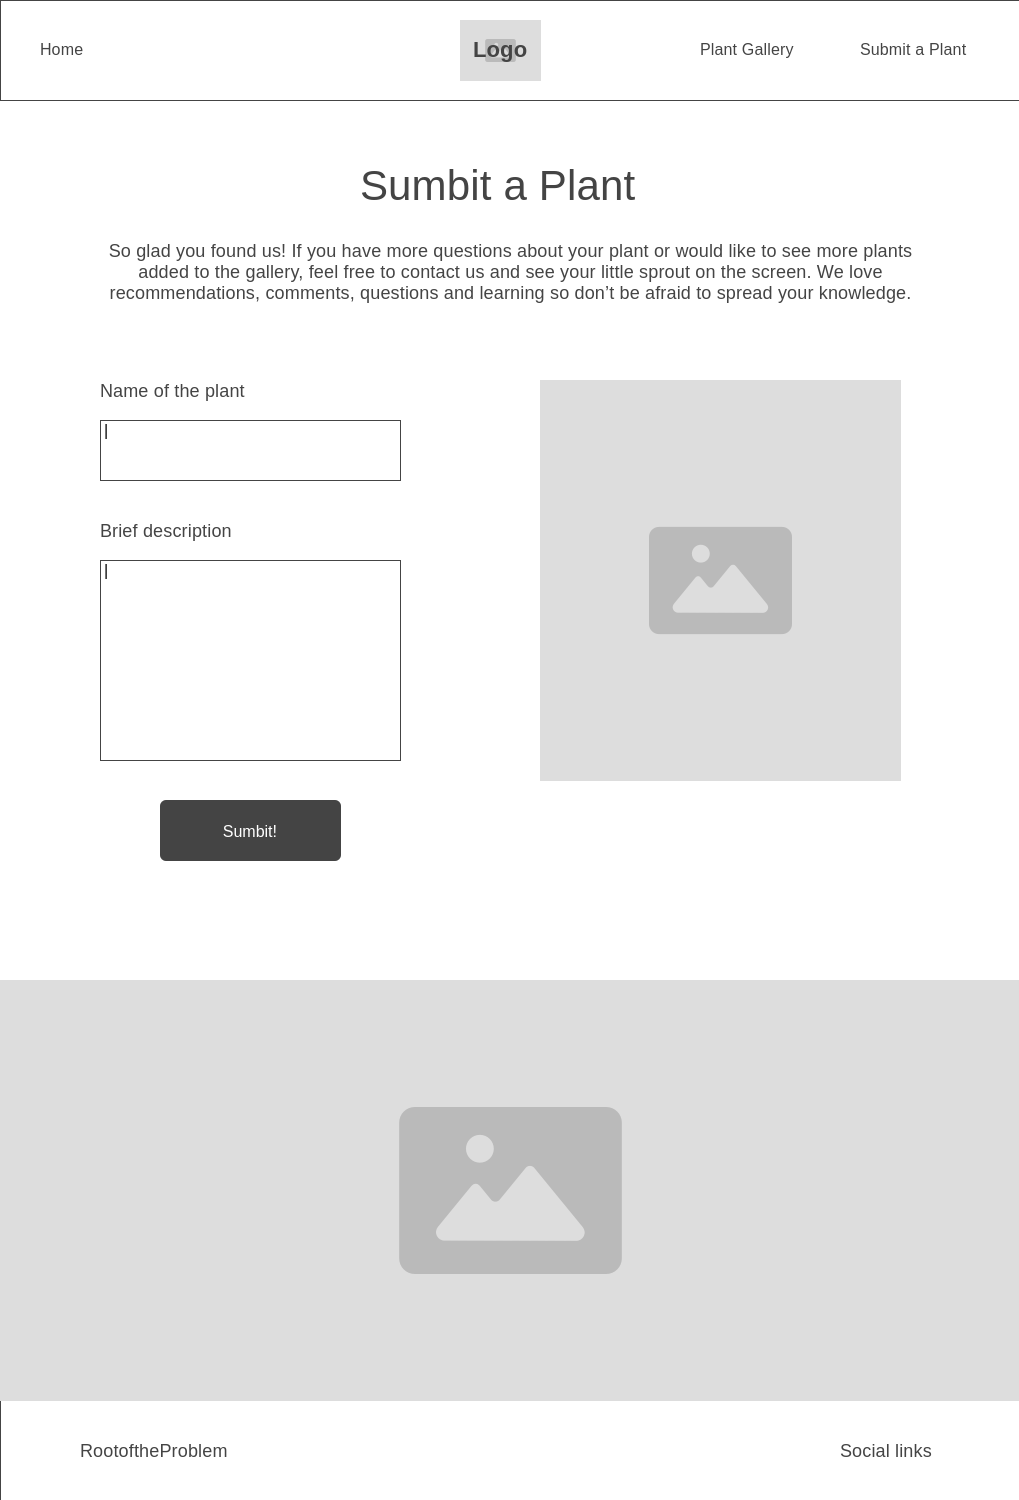 Home
Logo
Plant Gallery
Submit a Plant
Sumbit a Plant
So glad you found us! If you have more questions about your plant or would like to see more plants
added to the gallery, feel free to contact us and see your little sprout on the screen. We love
recommendations, comments, questions and learning so don’t be afraid to spread your knowledge.
Name of the plant
Brief description
Sumbit!
RootoftheProblem
Social links